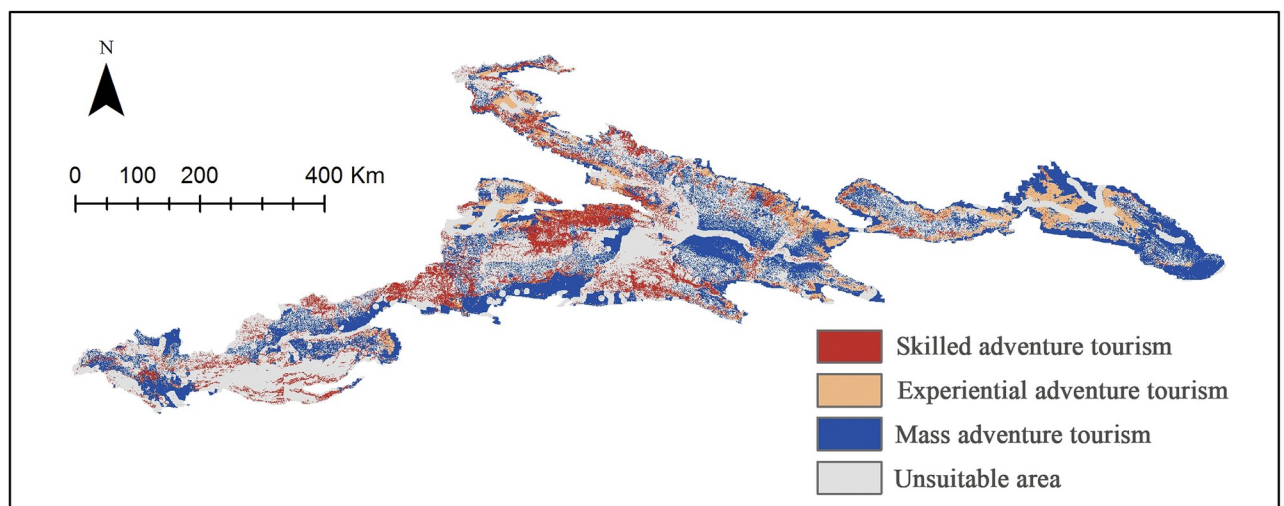 N
0 100 200 400 Km
Skilled adventure tourism
Experiential adventure tourism
Mass adventure tourism
Unsuitable area